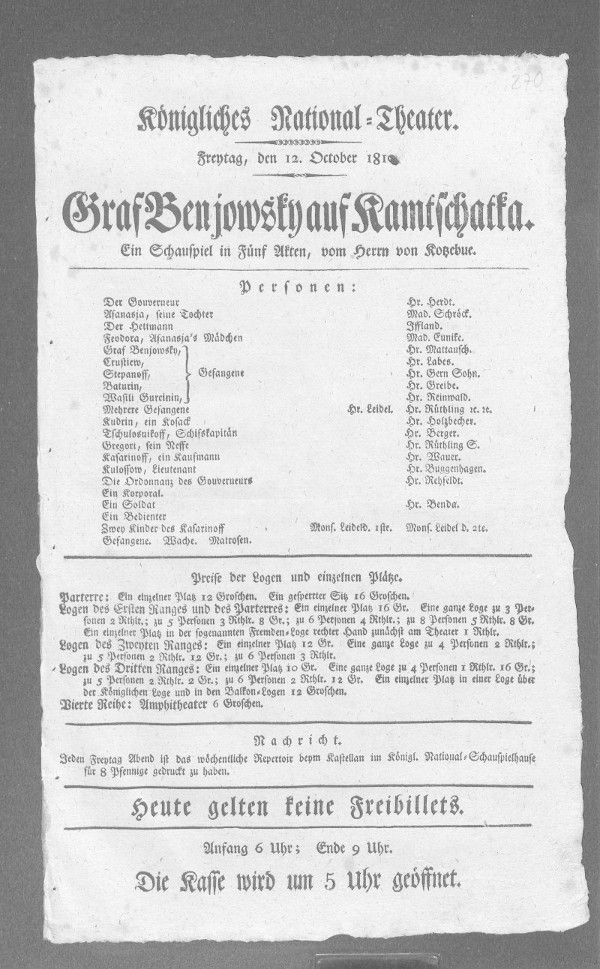 270
Königliches National-Theater.
Freytag, den 12. October 1810
Graf Benjowsky auf Kamtschatka.
Ein Schauspiel in Fünf Akten, vom Herrn von Kotzebue.
Personen:
Der Gouverneur Hr. Herdt.
Afanasja, seine Tochter Mad. Schröck.
Der Hettmann Iffland.
Feodora, Afanasja's Mädchen Mad. Eunike.
Graf Benjowsky, Hr. Mattausch.
Crustiew, Hr. Labes.
Stepanoff, Gefangene Hr. Gern Sohn.
Baturin, Hr. Greibe.
Wasili Hr. Reinwald.
Mehrere Gefangene Hr. Leidel. Hr. Rüthling ꝛc. ꝛc.
Kudrin, ein Kosack Hr. Holzbecher.
Tschulosnikoff, Schifskapitän Hr. Berger.
Gregori, sein Neffe Hr. Rüthling S.
Kasarinoff, ein Kaufmann Hr. Wauer.
Kulossow, Lieutenant Hr. Buggenhagen.
Die Ordonnanz des Gouverneurs Hr. Rehfeldt.
Ein Korporal.
Ein Soldat Hr. Benda.
Ein Bedienter
Zwey Kinder des Kasarinoff Mons. Leideld. 1str. Mons. Leidel d. 2te.
Gefangene. Wache. Matrosen.
Preise der Logen und einzelnen Plätze.
Parterre: Ein einzelner Platz 12 Groschen. Ein gesperrter Sitz 16 Groschen.
Logen des Ersten Ranges und des Parterres: Ein einzelner Platz 16 Gr. Eine ganze Loge zu 3 Per-
sonen 2 Rthlr.; zu 5 Personen 3 Rthlr. 8 Gr.; zu 6 Personen 4 Rthlr.; zu 8 Personen 5 Rthlr. 8 Gr.
Ein einzelner Platz in der sogenannten Fremden-Loge rechter Hand zunächst am Theater 1 Rthlr.
Logen des Zweyten Ranges: Ein einzelner Platz 12 Gr. Eine ganze Loge zu 4 Personen 2 Rthlr.;
zu 5 Personen 2 Rthlr. 12 Gr.; zu 6 Personen 3 Rthlr.
Logen des Dritten Ranges: Ein einzelner Platz 10 Gr. Eine ganze Loge zu 4 Personen 1 Rthlr. 16 Gr.;
zu 5 Personen 2 Rthlr. 2 Gr.; zu 6 Personen 2 Rthlr. 12 Gr. Ein einzelner Platz in einer Loge über
der Königlichen Loge und in den Balkon-Logen 12 Groschen.
Vierte Reihe: Amphitheater 6 Groschen.
Nachricht.
Jeden Freytag Abend ist das wöchentliche Repertoir beym Kastellan im Königl. National-Schauspielhause
für 8 Pfennige gedruckt zu haben.
Heute gelten keine Freibillets.
Anfang 6 Uhr; Ende 9 Uhr.
Die Kasse wird um 5 Uhr geöffnet.